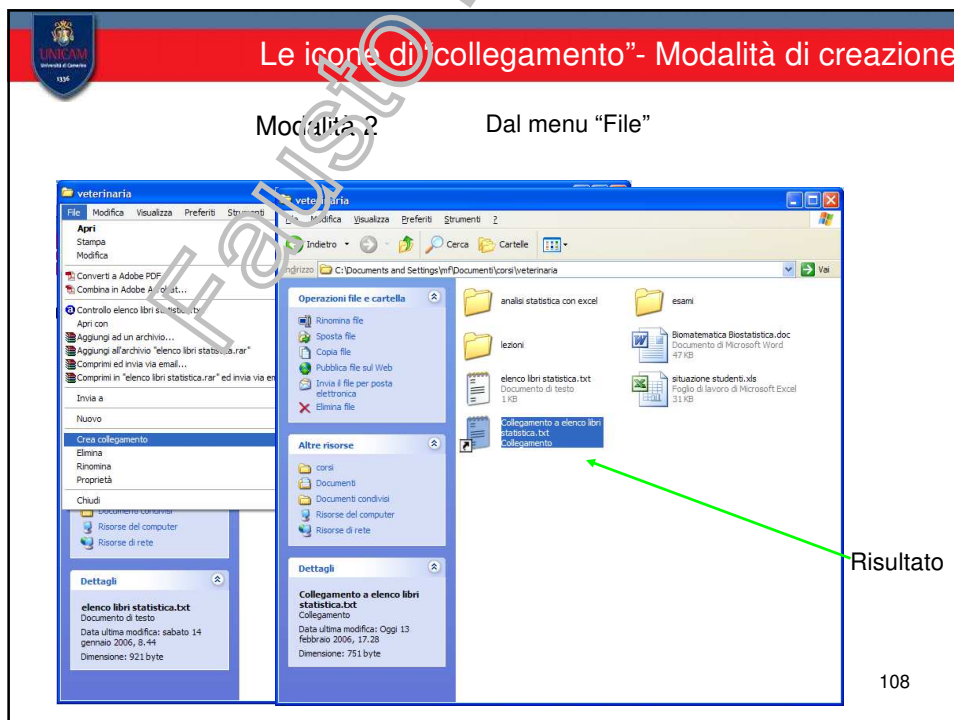 UNICAM
Università di Camerino
1336
Le icone di “collegamento”- Modalità di creazione
Modalità 2
Dal menu “File”
Fausto
veterinaria
File Modifica Visualizza Preferiti Strumenti
Apri
Stampa
Modifica
Converti a Adobe PDF
Combina in Adobe Acrobat...
Controllo elenco libri statistica.txt
Apri con
Aggiungi ad un archivio...
Aggiungi all'archivio "elenco libri statistica.rar"
Comprimi ed invia via email...
Comprimi in "elenco libri statistica.rar" ed invia via em
Invia a
Nuovo
Crea collegamento
Elimina
Rinomina
Proprietà
Chiudi
Documenti condivisi
Risorse del computer
Risorse di rete
Dettagli
elenco libri statistica.txt
Documento di testo
Data ultima modifica: sabato 14
gennaio 2006, 8.44
Dimensione: 921 byte
veterinaria
File Modifica Visualizza Preferiti Strumenti ?
Indietro Cerca Cartelle
Indirizzo C:\Documents and Settings\mf\Documenti\corsi\veterinaria Vai
Operazioni file e cartella
Rinomina file
Sposta file
Copia file
Pubblica file sul Web
Invia il file per posta
elettronica
Elimina file
Altre risorse
corsi
Documenti
Documenti condivisi
Risorse del computer
Risorse di rete
Dettagli
Collegamento a elenco libri
statistica.txt
Collegamento
Data ultima modifica: Oggi 13
febbraio 2006, 17.28
Dimensione: 751 byte
analisi statistica con excel
esami
lezioni
Biomatematica Biostatistica.doc
Documento di Microsoft Word
47 KB
elenco libri statistica.txt
Documento di testo
1 KB
situazione studenti.xls
Foglio di lavoro di Microsoft Excel
31 KB
Collegamento a elenco libri
statistica.txt
Collegamento
Risultato
108